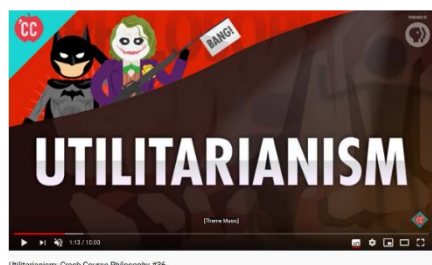 CC
BANG!
UTILITARIANISM
[Theme Music]
1:13 / 10:00
Utilitarianism: Crash Course Philosophy #36